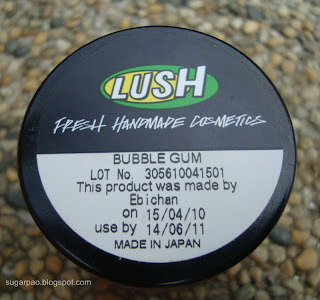 LUSH
FRESH HANDMADE COSMETICS
BUBBLE GUM
LOT No. 305610041501
This product was made by
Ebichan
on 15/04/10
use by 14/06/11
MADE IN JAPAN
sugarpao.blogspot.com